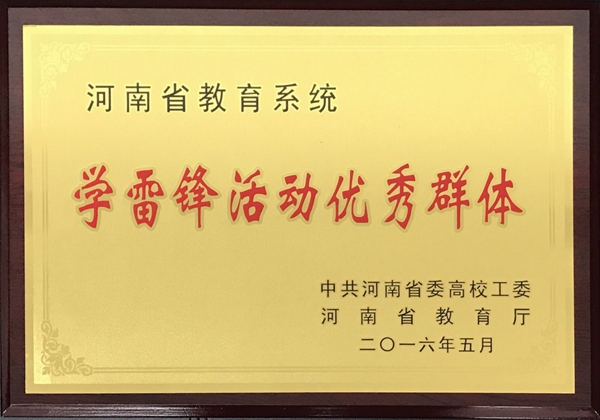 河南省教育系统
学雷锋活动优秀群体
中共河南省委高校工委
河南省教育厅
二〇一六年五月